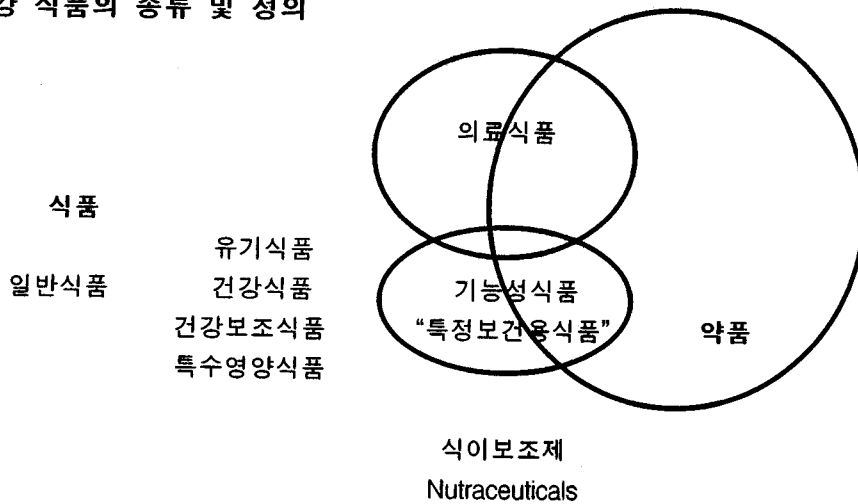 강 식품의 종류 및 정의
의료식품
식품
유기식품
일반식품 건강식품 기능성식품
건강보조식품 “특정보건용식품” 약품
특수영양식품
식이보조제
Nutraceuticals